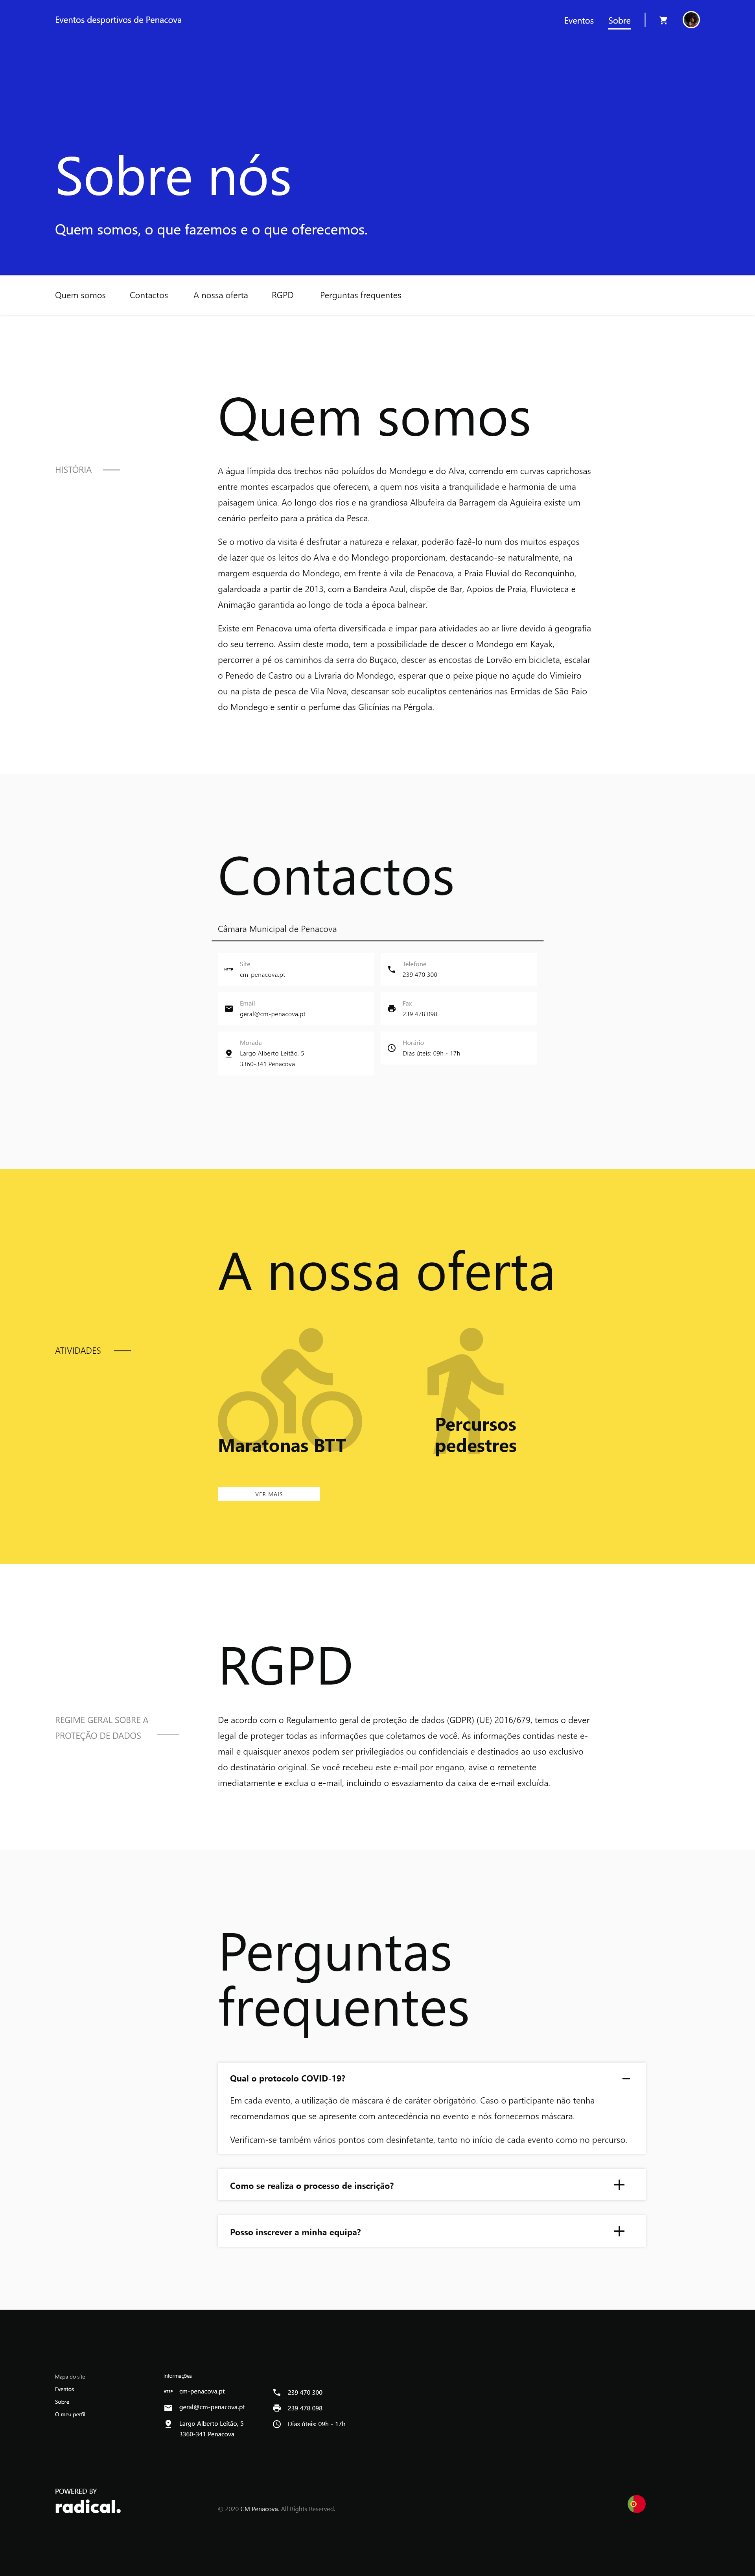 Eventos desportivos de Penacova
Eventos
Sobre
Sobre nós
Quem somos, o que fazemos e o que oferecemos.
Quem somos
Contactos
A nossa oferta
RGPD
Perguntas frequentes
Quem somos
HISTÓRIA
A água límpida dos trechos não poluídos do Mondego e do Alva, correndo em curvas caprichosas
entre montes escarpados que oferecem, a quem nos visita a tranquilidade e harmonia de uma
paisagem única. Ao longo dos rios e na grandiosa Albufeira da Barragem da Aguieira existe um
cenário perfeito para a prática da Pesca.
Se o motivo da visita é desfrutar a natureza e relaxar, poderão fazê-lo num dos muitos espaços
de lazer que os leitos do Alva e do Mondego proporcionam, destacando-se naturalmente, na
margem esquerda do Mondego, em frente à vila de Penacova, a Praia Fluvial do Reconquinho,
galardoada a partir de 2013, com a Bandeira Azul, dispõe de Bar, Apoios de Praia, Fluvioteca e
Animação garantida ao longo de toda a época balnear.
Existe em Penacova uma oferta diversificada e ímpar para atividades ao ar livre devido à geografia
do seu terreno. Assim deste modo, tem a possibilidade de descer o Mondego em Kayak,
percorrer a pé os caminhos da serra do Buçaco, descer as encostas de Lorvão em bicicleta, escalar
o Penedo de Castro ou a Livraria do Mondego, esperar que o peixe pique no açude do Vimieiro
ou na pista de pesca de Vila Nova, descansar sob eucaliptos centenários nas Ermidas de São Paio
do Mondego e sentir o perfume das Glicínias na Pérgola.
Contactos
Câmara Municipal de Penacova
HTTP
Site
cm-penacova.pt
Telefone
239 470 300
Email
geral@cm-penacova.pt
Fax
239 478 098
Morada
Largo Alberto Leitão, 5
3360-341 Penacova
Horário
Dias úteis: 09h - 17h
A nossa oferta
ATIVIDADES
Maratonas BTT
Percursos
pedestres
VER MAIS
RGPD
REGIME GERAL SOBRE A
PROTEÇÃO DE DADOS
De acordo com o Regulamento geral de proteção de dados (GDPR) (UE) 2016/679, temos o dever
legal de proteger todas as informações que coletamos de você. As informações contidas neste e-
mail e quaisquer anexos podem ser privilegiados ou confidenciais e destinados ao uso exclusivo
do destinatário original. Se você recebeu este e-mail por engano, avise o remetente
imediatamente e exclua o e-mail, incluindo o esvaziamento da caixa de e-mail excluída.
Perguntas
frequentes
Qual o protocolo COVID-19?
Em cada evento, a utilização de máscara é de caráter obrigatório. Caso o participante não tenha
recomendamos que se apresente com antecedência no evento e nós fornecemos máscara.
Verificam-se também vários pontos com desinfetante, tanto no início de cada evento como no percurso.
Como se realiza o processo de inscrição?
Posso inscrever a minha equipa?
Mapa do site
Eventos
Sobre
O meu perfil
Informações
HTTP
cm-penacova.pt
geral@cm-penacova.pt
Largo Alberto Leitão, 5
3360-341 Penacova
239 470 300
239 478 098
Dias úteis: 09h - 17h
POWERED BY
radical.
© 2020 CM Penacova. All Rights Reserved.